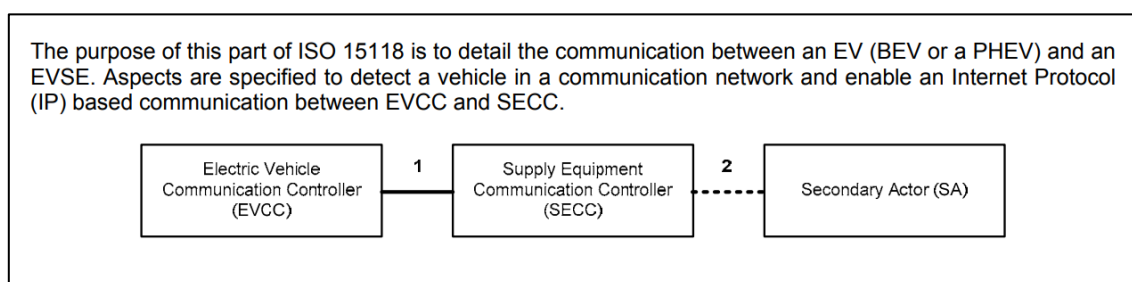 The purpose of this part of ISO 15118 is to detail the communication between an EV (BEV or a PHEV) and an
EVSE. Aspects are specified to detect a vehicle in a communication network and enable an Internet Protocol
(IP) based communication between EVCC and SECC.
Electric Vehicle
Communication Controller
(EVCC)
1
Supply Equipment
Communication Controller
(SECC)
2
Secondary Actor (SA)